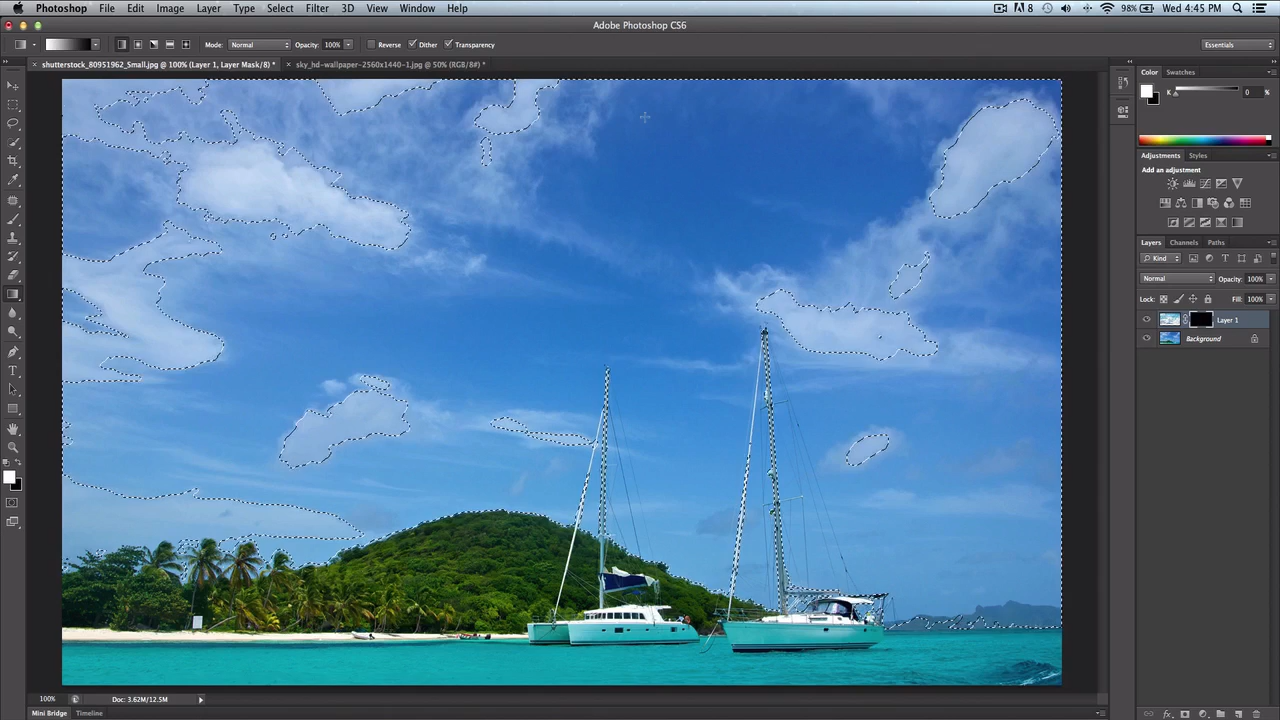 Photoshop File Edit Image Layer Type Select Filter 3D View Window Help 8 98% Wed 4:45 PM
Adobe Photoshop CS6
Mode: Normal Opacity: 100% Reverse Dither Transparency Essentials
shutterstock_80951962_Small.jpg @ 100% (Layer 1, Layer Mask/8) * sky_hd-wallpaper-2560x1440-1.jpg @ 50% (RGB/8#) *
Color Swatches
K 0 %
Adjustments Styles
Add an adjustment
Layers Channels Paths
Kind
Normal Opacity: 100%
Lock: Fill: 100%
Layer 1
Background
100% Doc: 3.62M/12.5M
Mini Bridge Timeline